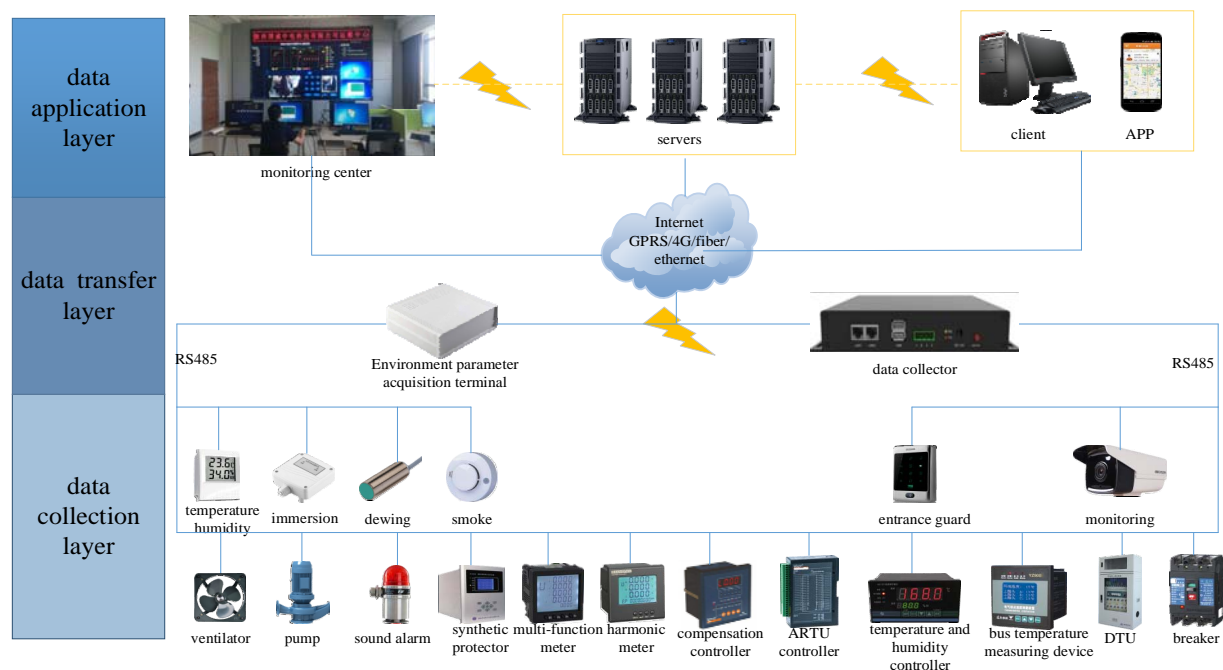 data
application
layer
monitoring center
servers
client
APP
Internet
GPRS/4G/fiber/
ethernet
data transfer
layer
RS485
Environment parameter
acquisition terminal
data collector
RS485
data
collection
layer
23.6
34.0
temperature
humidity
immersion
dewing
smoke
entrance guard
monitoring
ventilator
pump
sound alarm
synthetic
protector
multi-function
meter
harmonic
meter
compensation
controller
ARTU
controller
temperature and
humidity
controller
bus temperature
measuring device
DTU
breaker